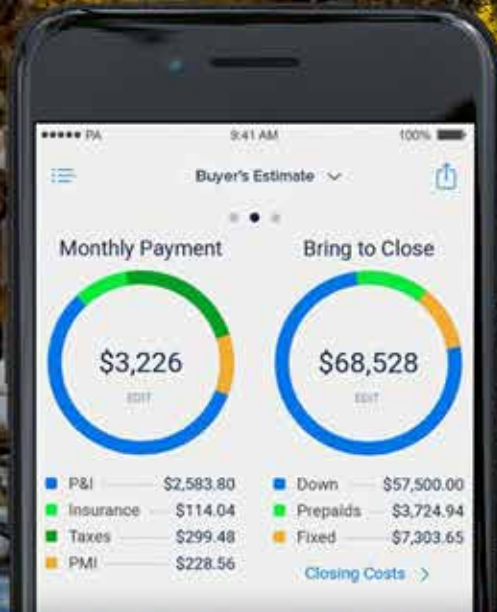 PA 9:41 AM 100%
Buyer's Estimate
Monthly Payment
$3,226
EDIT
P&I $2,583.80
Insurance $114.04
Taxes $299.48
PMI $228.56
Bring to Close
$68,528
EDIT
Down $57,500.00
Prepaids $3,724.94
Fixed $7,303.65
Closing Costs